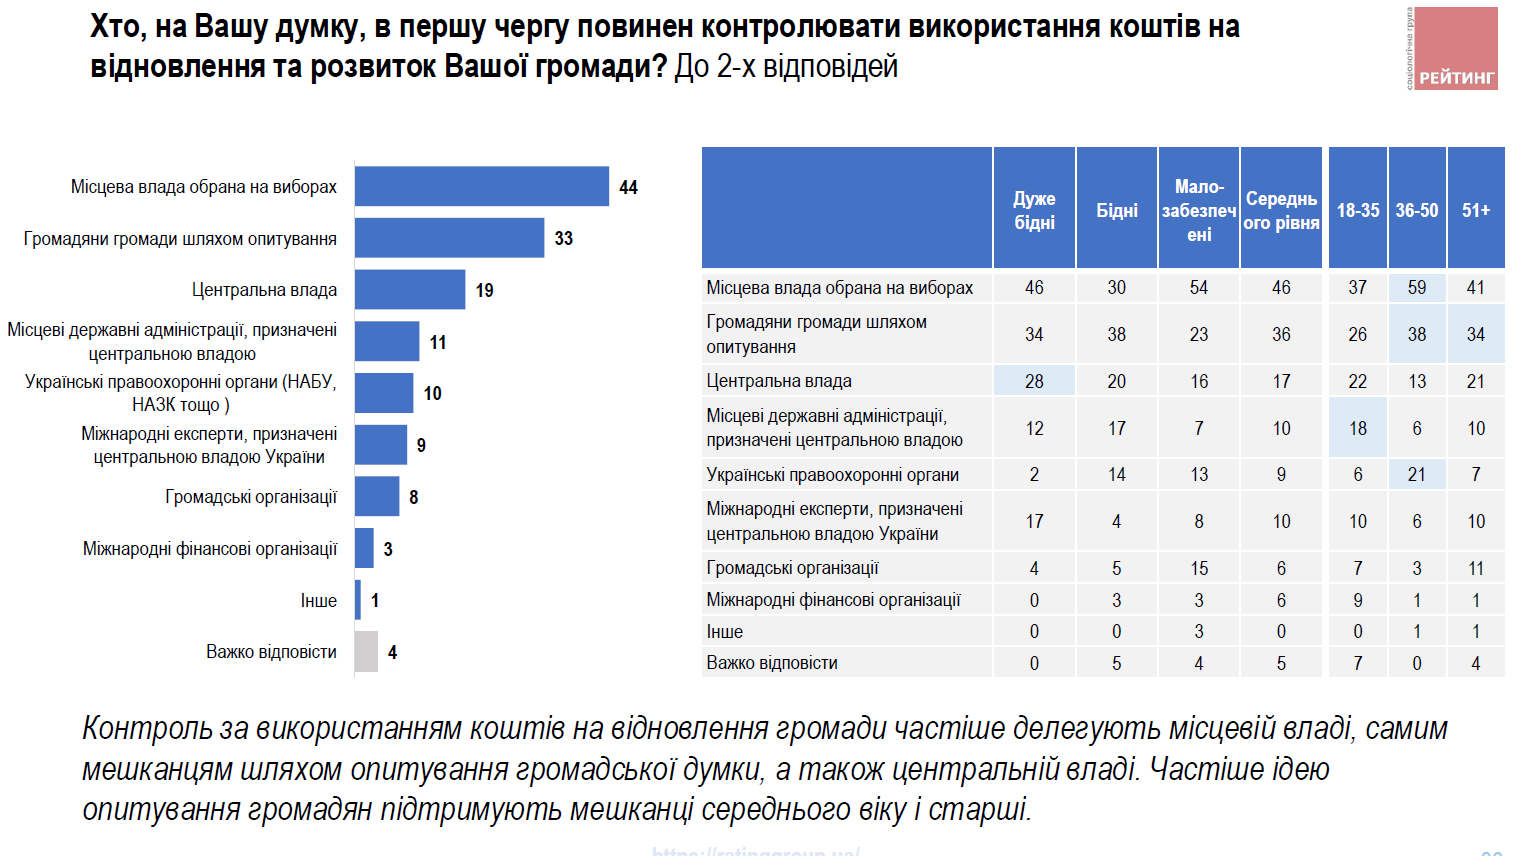 Хто, на Вашу думку, в першу чергу повинен контролювати використання коштів на
відновлення та розвиток Вашої громади? До 2-х відповідей
соціологічна група
РЕЙТИНГ
Місцева влада обрана на виборах 44
Громадяни громади шляхом опитування 33
Центральна влада 19
Місцеві державні адміністрації, призначені
центральною владою 11
Українські правоохоронні органи (НАБУ,
НАЗК тощо ) 10
Міжнародні експерти, призначені
центральною владою України 9
Громадські організації 8
Міжнародні фінансові організації 3
Інше 1
Важко відповісти 4
Дуже
бідні
Бідні
Мало-
забезпеч
ені
Середнь
ого рівня
18-35
36-50
51+
Місцева влада обрана на виборах 46 30 54 46 37 59 41
Громадяни громади шляхом
опитування 34 38 23 36 26 38 34
Центральна влада 28 20 16 17 22 13 21
Місцеві державні адміністрації,
призначені центральною владою 12 17 7 10 18 6 10
Українські правоохоронні органи 2 14 13 9 6 21 7
Міжнародні експерти, призначені
центральною владою України 17 4 8 10 10 6 10
Громадські організації 4 5 15 6 7 3 11
Міжнародні фінансові організації 0 3 3 6 9 1 1
Інше 0 0 3 0 0 1 1
Важко відповісти 0 5 4 5 7 0 4
Контроль за використанням коштів на відновлення громади частіше делегують місцевій владі, самим
мешканцям шляхом опитування громадської думки, а також центральній владі. Частіше ідею
опитування громадян підтримують мешканці середнього віку і старші.
https://ratinggroup.ua/